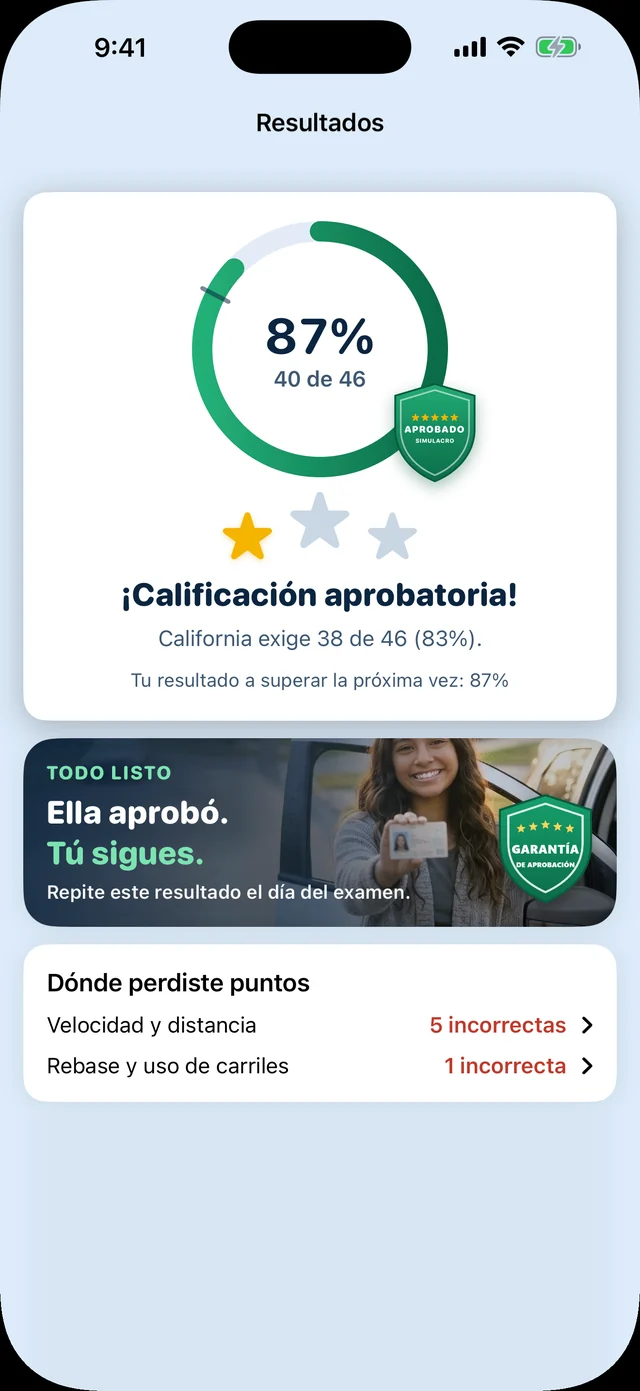 9:41
Resultados
87%
40 de 46
APROBADO
SIMULACRO
¡Calificación aprobatoria!
California exige 38 de 46 (83%).
Tu resultado a superar la próxima vez: 87%
TODO LISTO
Ella aprobó.
Tú sigues.
Repite este resultado el día del examen.
GARANTÍA
DE APROBACIÓN
Dónde perdiste puntos
Velocidad y distancia 5 incorrectas
Rebase y uso de carriles 1 incorrecta